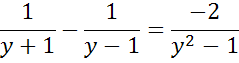 1/(y + 1) − 1/(y − 1) = −2/(y² − 1)